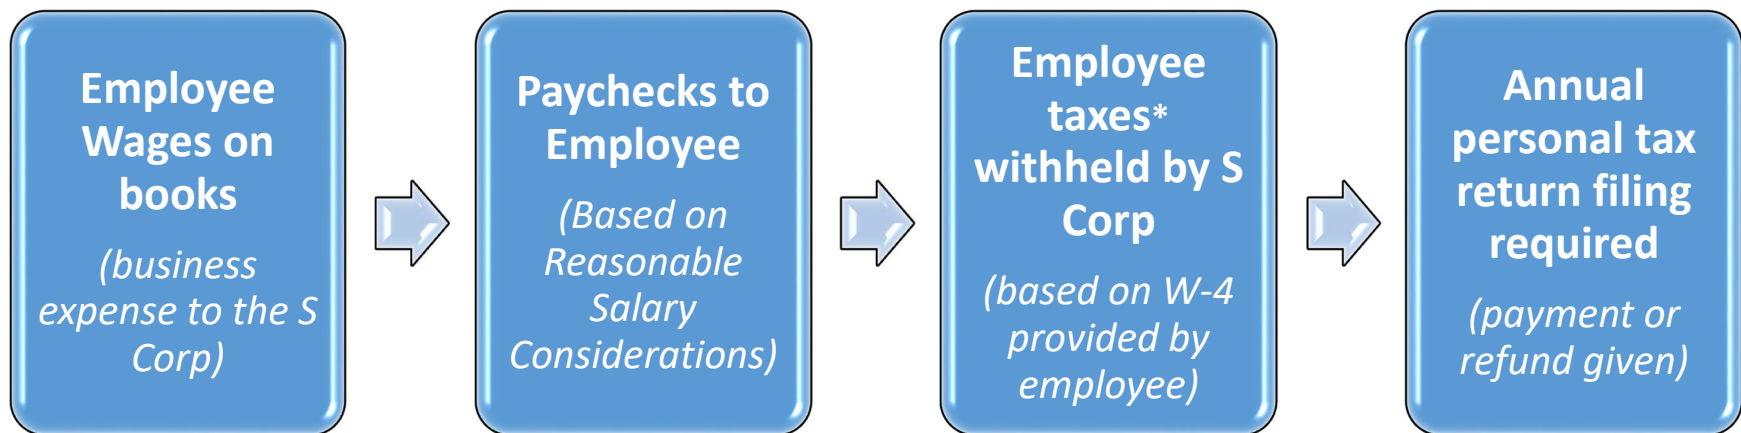 Employee
Wages on
books
(business
expense to the S
Corp)
Paychecks to
Employee
(Based on
Reasonable
Salary
Considerations)
Employee
taxes*
withheld by S
Corp
(based on W-4
provided by
employee)
Annual
personal tax
return filing
required
(payment or
refund given)